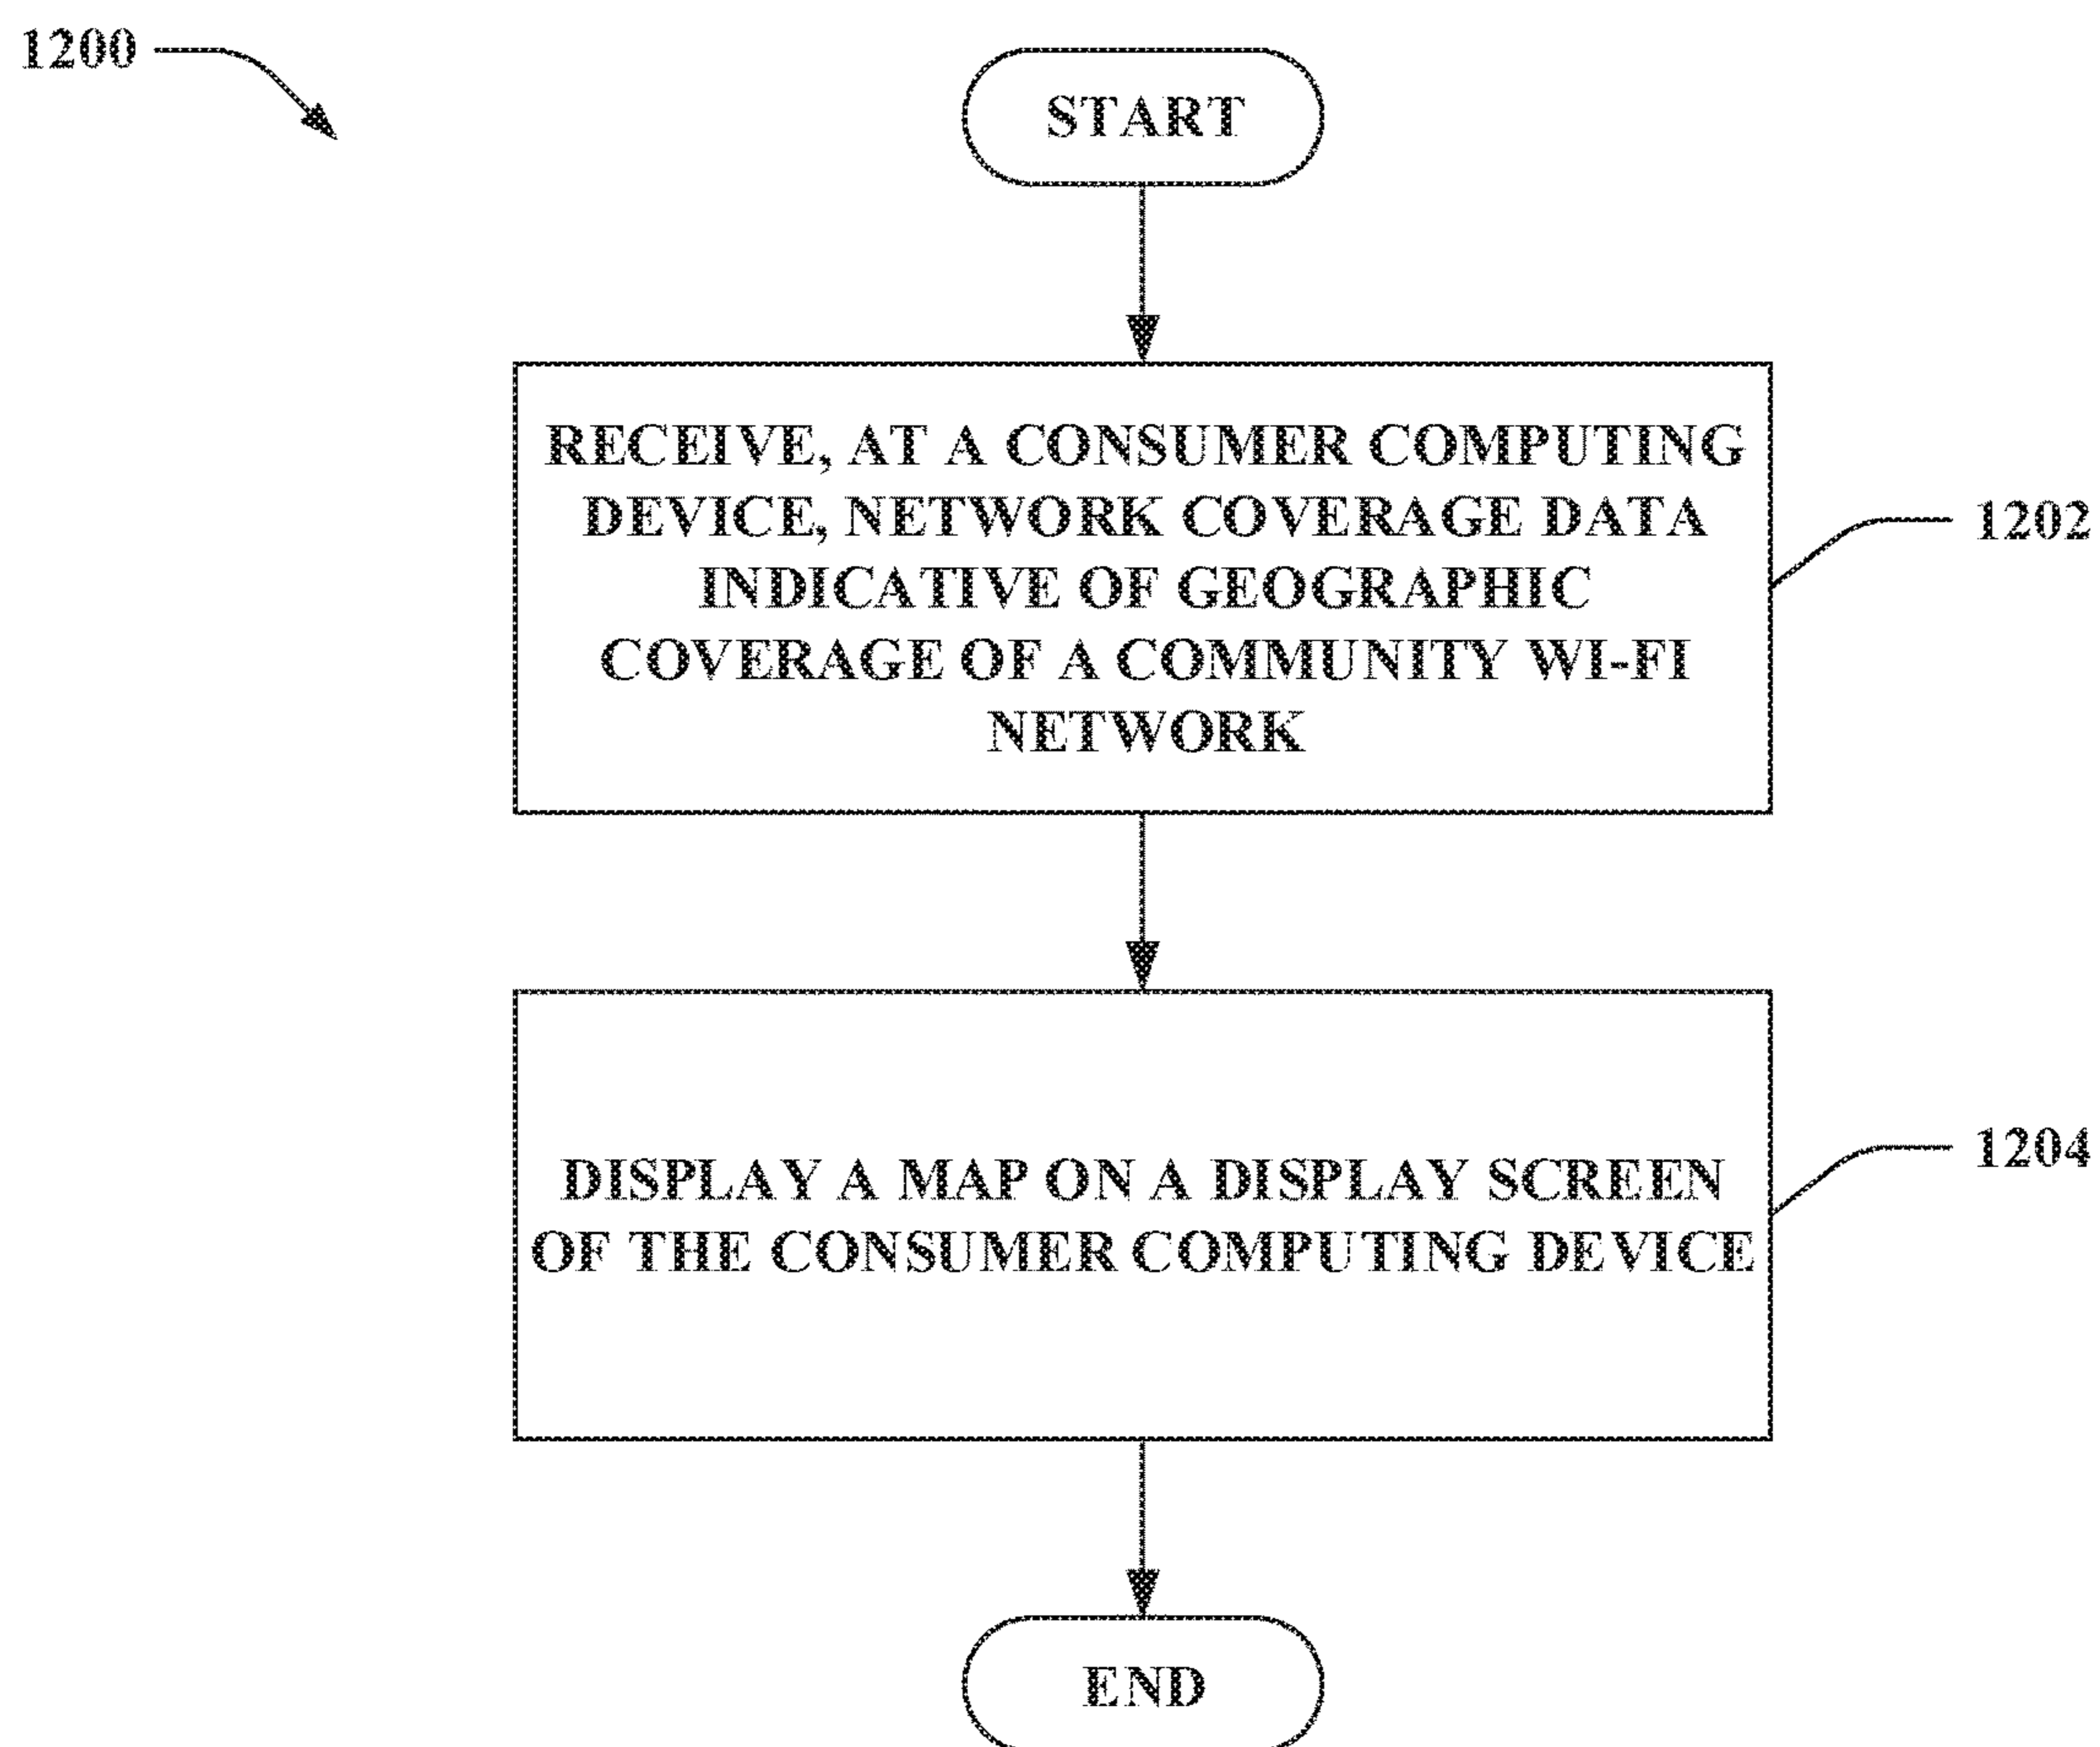 1200
START
RECEIVE, AT A CONSUMER COMPUTING
DEVICE, NETWORK COVERAGE DATA
INDICATIVE OF GEOGRAPHIC
COVERAGE OF A COMMUNITY WI-FI
NETWORK
1202
DISPLAY A MAP ON A DISPLAY SCREEN
OF THE CONSUMER COMPUTING DEVICE
1204
END